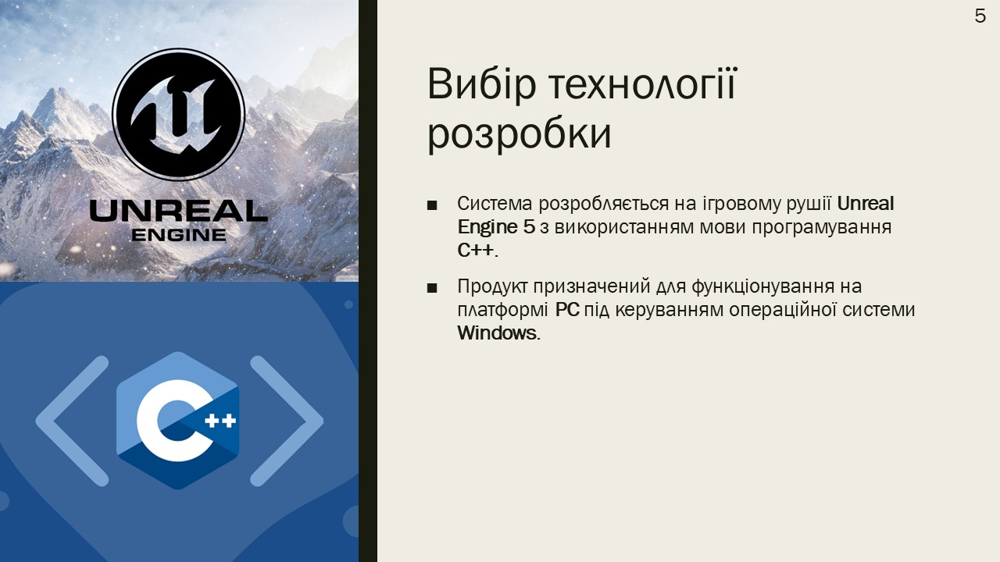 5
UNREAL
ENGINE
C++
Вибір технології
розробки
■ Система розробляється на ігровому рушії Unreal
Engine 5 з використанням мови програмування
C++.
■ Продукт призначений для функціонування на
платформі PC під керуванням операційної системи
Windows.